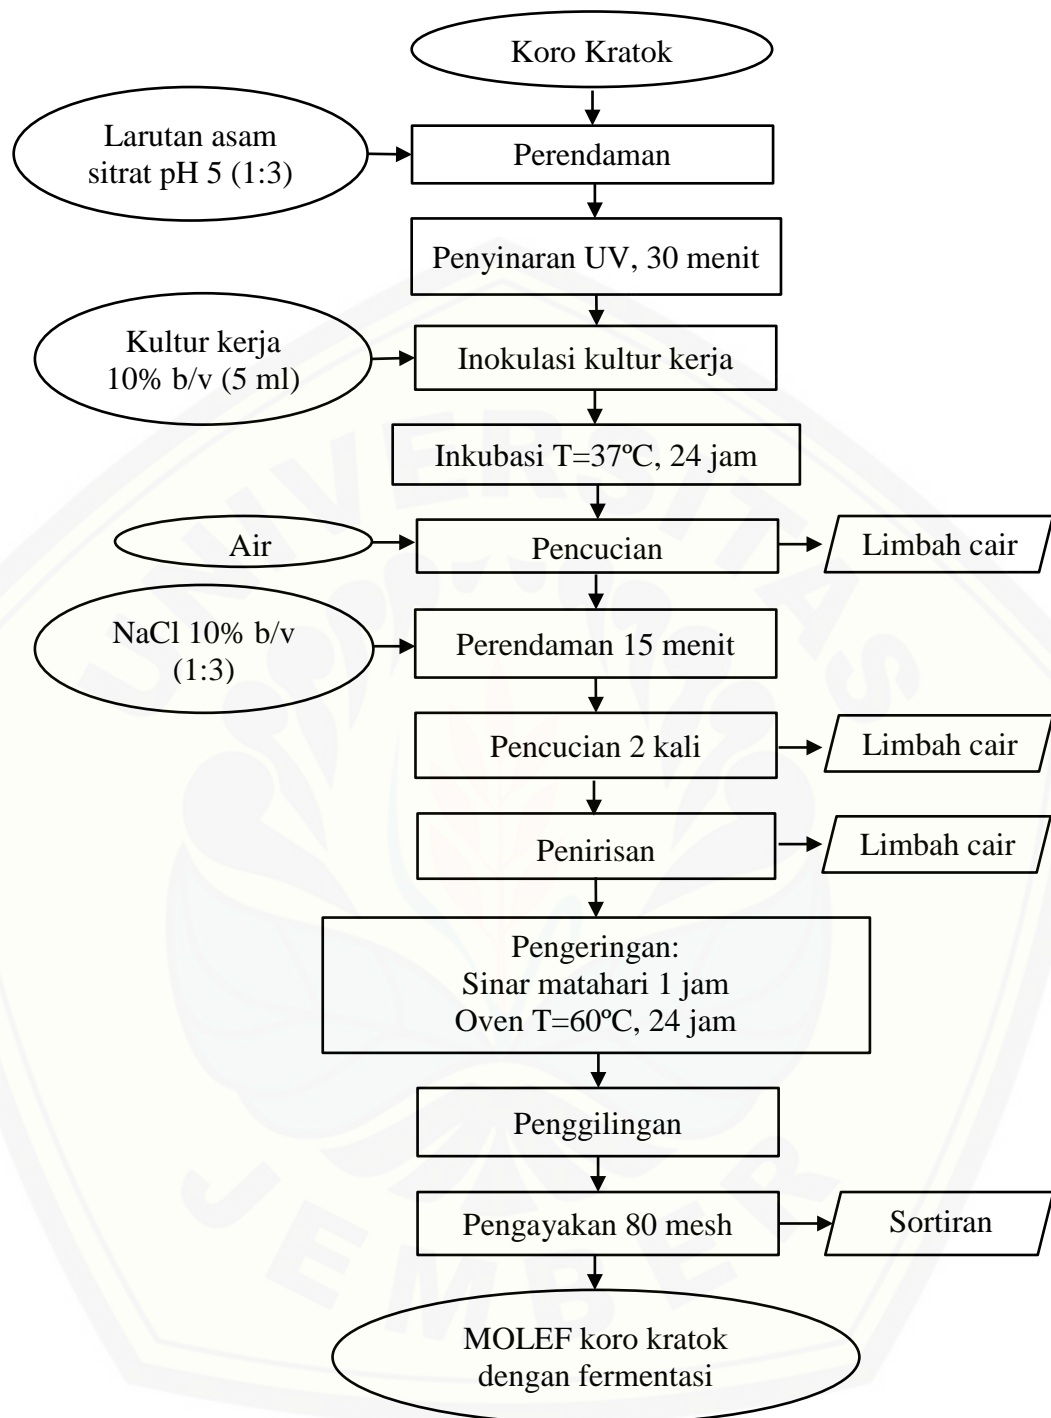 Koro Kratok
Larutan asam
sitrat pH 5 (1:3)
Perendaman
Penyinaran UV, 30 menit
Kultur kerja
10% b/v (5 ml)
Inokulasi kultur kerja
Inkubasi T=37ºC, 24 jam
Air
Pencucian
Limbah cair
NaCl 10% b/v
(1:3)
Perendaman 15 menit
Pencucian 2 kali
Limbah cair
Penirisan
Limbah cair
Pengeringan:
Sinar matahari 1 jam
Oven T=60ºC, 24 jam
Penggilingan
Pengayakan 80 mesh
Sortiran
MOLEF koro kratok
dengan fermentasi
UNIVERSITAS
JEMBER